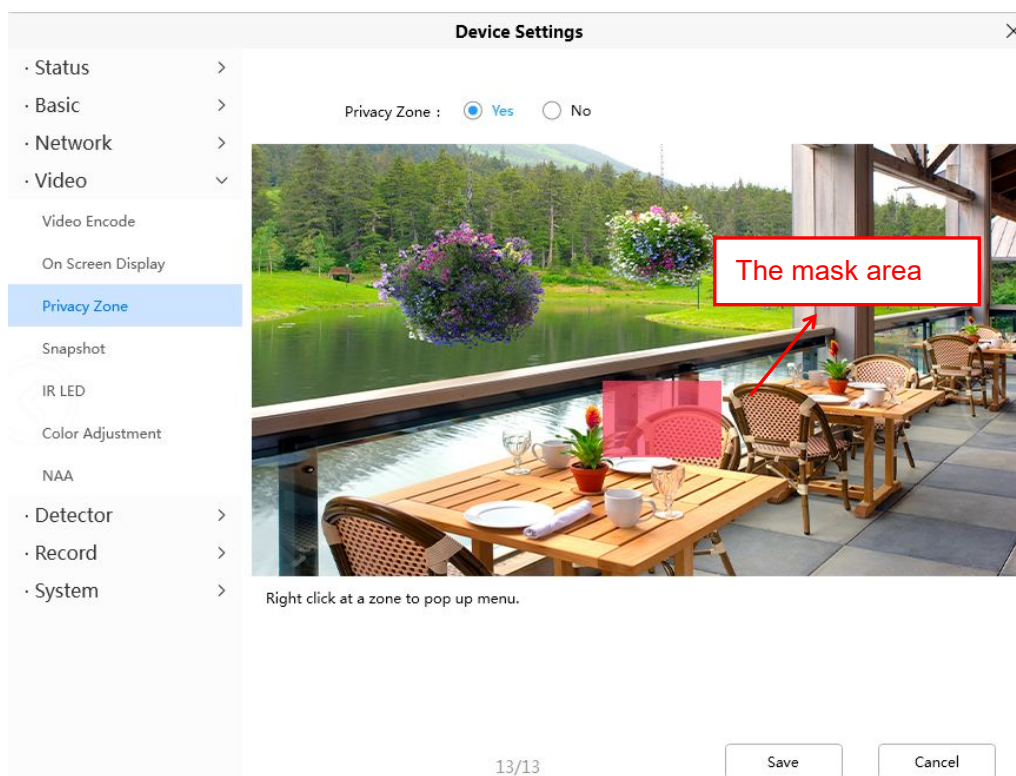 Device Settings
· Status
· Basic
· Network
· Video
Video Encode
On Screen Display
Privacy Zone
Snapshot
IR LED
Color Adjustment
NAA
· Detector
· Record
· System
Privacy Zone :
Yes
No
The mask area
Right click at a zone to pop up menu.
13/13
Save
Cancel